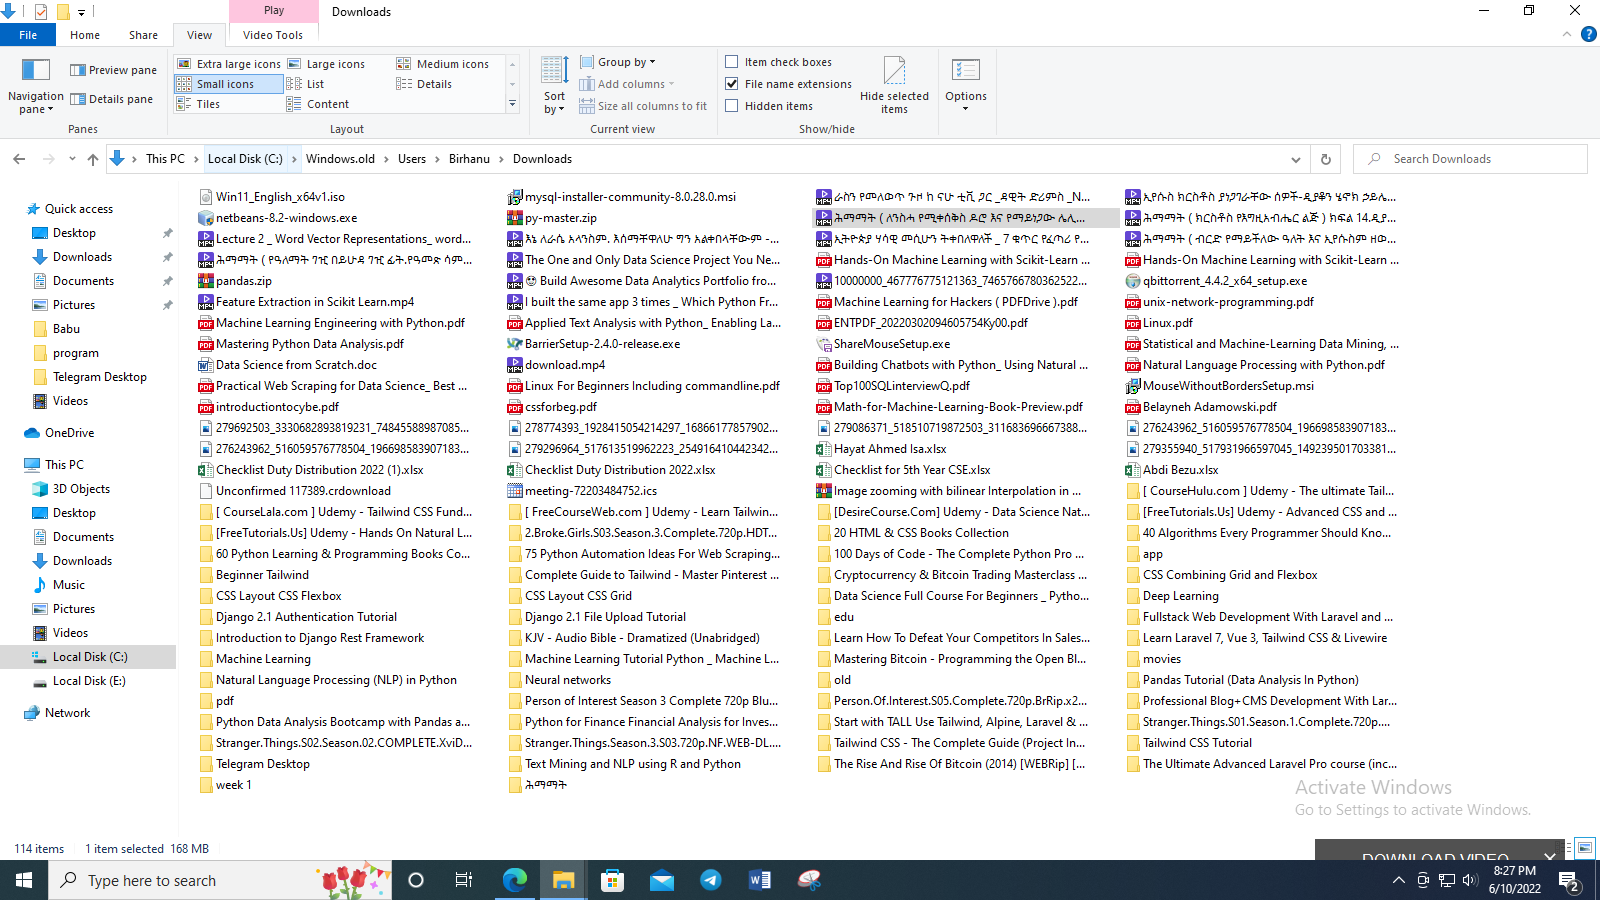 Play
Downloads
File
Home
Share
View
Video Tools
Navigation pane
Preview pane
Details pane
Panes
Extra large icons
Large icons
Medium icons
Small icons
List
Details
Tiles
Content
Layout
Sort by
Group by
Add columns
Size all columns to fit
Current view
Item check boxes
File name extensions
Hidden items
Hide selected items
Show/hide
Options
This PC > Local Disk (C:) > Windows.old > Users > Birhanu > Downloads
Search Downloads
Quick access
Desktop
Downloads
Documents
Pictures
Babu
program
Telegram Desktop
Videos
OneDrive
This PC
3D Objects
Desktop
Documents
Downloads
Music
Pictures
Videos
Local Disk (C:)
Local Disk (E:)
Network
Win11_English_x64v1.iso
mysql-installer-community-8.0.28.0.msi
ራስን የመለወጥ ጉዞ ከ ናሁ ቲቪ ጋር _ዳዊት ድሪምስ _N...
ኢየሱስ ክርስቶስ ያነጋገራቸው ሰዎች-ዲያቆን ሄኖክ ኃይሌ...
netbeans-8.2-windows.exe
py-master.zip
ሕማማት ( ለንስሐ የሚቀሰቅስ ዶሮ እና የማይነጋው ሌሊ...
ሕማማት ( ክርስቶስ የእግዚአብሔር ልጅ ) ክፍል 14.ዲያ...
Lecture 2 _ Word Vector Representations_ word...
እኔ ለራሴ አላንስም. እሰማቸዋለሁ ግን አልቀበላቸውም -...
ኢትዮጵያ ሃሳዊ መሲሁን ትቀበለዋለች _ 7 ቁጥር የፈጣሪ የ...
ሕማማት ( ብርድ የማይችለው ዓለት እና ኢየሱስም ዘው...
ሕማማት ( የዓለማት ገዢ በይሁዳ ገዢ ፊት.የዓመጽ ሳም...
The One and Only Data Science Project You Ne...
Hands-On Machine Learning with Scikit-Learn ...
Hands-On Machine Learning with Scikit-Learn ...
pandas.zip
😍 Build Awesome Data Analytics Portfolio fro...
10000000_467776775121363_7465766780362522...
qbittorrent_4.4.2_x64_setup.exe
Feature Extraction in Scikit Learn.mp4
I built the same app 3 times _ Which Python Fr...
Machine Learning for Hackers ( PDFDrive ).pdf
unix-network-programming.pdf
Machine Learning Engineering with Python.pdf
Applied Text Analysis with Python_ Enabling La...
ENTPDF_20220302094605754Ky00.pdf
Linux.pdf
Mastering Python Data Analysis.pdf
BarrierSetup-2.4.0-release.exe
ShareMouseSetup.exe
Statistical and Machine-Learning Data Mining, ...
Data Science from Scratch.doc
download.mp4
Building Chatbots with Python_ Using Natural ...
Natural Language Processing with Python.pdf
Practical Web Scraping for Data Science_ Best ...
Linux For Beginners Including commandline.pdf
Top100SQLinterviewQ.pdf
MouseWithoutBordersSetup.msi
introductiontocybe.pdf
cssforbeg.pdf
Math-for-Machine-Learning-Book-Preview.pdf
Belayneh Adamowski.pdf
279692503_3330682893819231_74845588987085...
278774393_1928415054214297_16866177857902...
279086371_518510719872503_311683696667388...
276243962_516059576778504_196698583907183...
276243962_516059576778504_196698583907183...
279296964_517613519962223_254916410442342...
Hayat Ahmed Isa.xlsx
279355940_517931966597045_149239501703381...
Checklist Duty Distribution 2022 (1).xlsx
Checklist Duty Distribution 2022.xlsx
Checklist for 5th Year CSE.xlsx
Abdi Bezu.xlsx
Unconfirmed 117389.crdownload
meeting-72203484752.ics
Image zooming with bilinear Interpolation in ...
[ CourseHulu.com ] Udemy - The ultimate Tail...
[ CourseLala.com ] Udemy - Tailwind CSS Fund...
[ FreeCourseWeb.com ] Udemy - Learn Tailwin...
[DesireCourse.Com] Udemy - Data Science Nat...
[FreeTutorials.Us] Udemy - Advanced CSS and ...
[FreeTutorials.Us] Udemy - Hands On Natural L...
2.Broke.Girls.S03.Season.3.Complete.720p.HDT...
20 HTML & CSS Books Collection
40 Algorithms Every Programmer Should Kno...
60 Python Learning & Programming Books Co...
75 Python Automation Ideas For Web Scraping...
100 Days of Code - The Complete Python Pro ...
app
Beginner Tailwind
Complete Guide to Tailwind - Master Pinterest ...
Cryptocurrency & Bitcoin Trading Masterclass ...
CSS Combining Grid and Flexbox
CSS Layout CSS Flexbox
CSS Layout CSS Grid
Data Science Full Course For Beginners _ Pytho...
Deep Learning
Django 2.1 Authentication Tutorial
Django 2.1 File Upload Tutorial
edu
Fullstack Web Development With Laravel and ...
Introduction to Django Rest Framework
KJV - Audio Bible - Dramatized (Unabridged)
Learn How To Defeat Your Competitors In Sales...
Learn Laravel 7, Vue 3, Tailwind CSS & Livewire
Machine Learning
Machine Learning Tutorial Python _ Machine L...
Mastering Bitcoin - Programming the Open Bl...
movies
Natural Language Processing (NLP) in Python
Neural networks
old
Pandas Tutorial (Data Analysis In Python)
pdf
Person of Interest Season 3 Complete 720p Blu...
Person.Of.Interest.S05.Complete.720p.BrRip.x2...
Professional Blog+CMS Development With Lar...
Python Data Analysis Bootcamp with Pandas a...
Python for Finance Financial Analysis for Inves...
Start with TALL Use Tailwind, Alpine, Laravel & ...
Stranger.Things.S01.Season.1.Complete.720p....
Stranger.Things.S02.Season.02.COMPLETE.XviD...
Stranger.Things.Season.3.S03.720p.NF.WEB-DL....
Tailwind CSS - The Complete Guide (Project In...
Tailwind CSS Tutorial
Telegram Desktop
Text Mining and NLP using R and Python
The Rise And Rise Of Bitcoin (2014) [WEBRip] [...
The Ultimate Advanced Laravel Pro course (inc...
week 1
ሕማማት
Activate Windows
Go to Settings to activate Windows.
114 items
1 item selected 168 MB
DOWNLOAD VIDEO
Type here to search
8:27 PM
6/10/2022
2